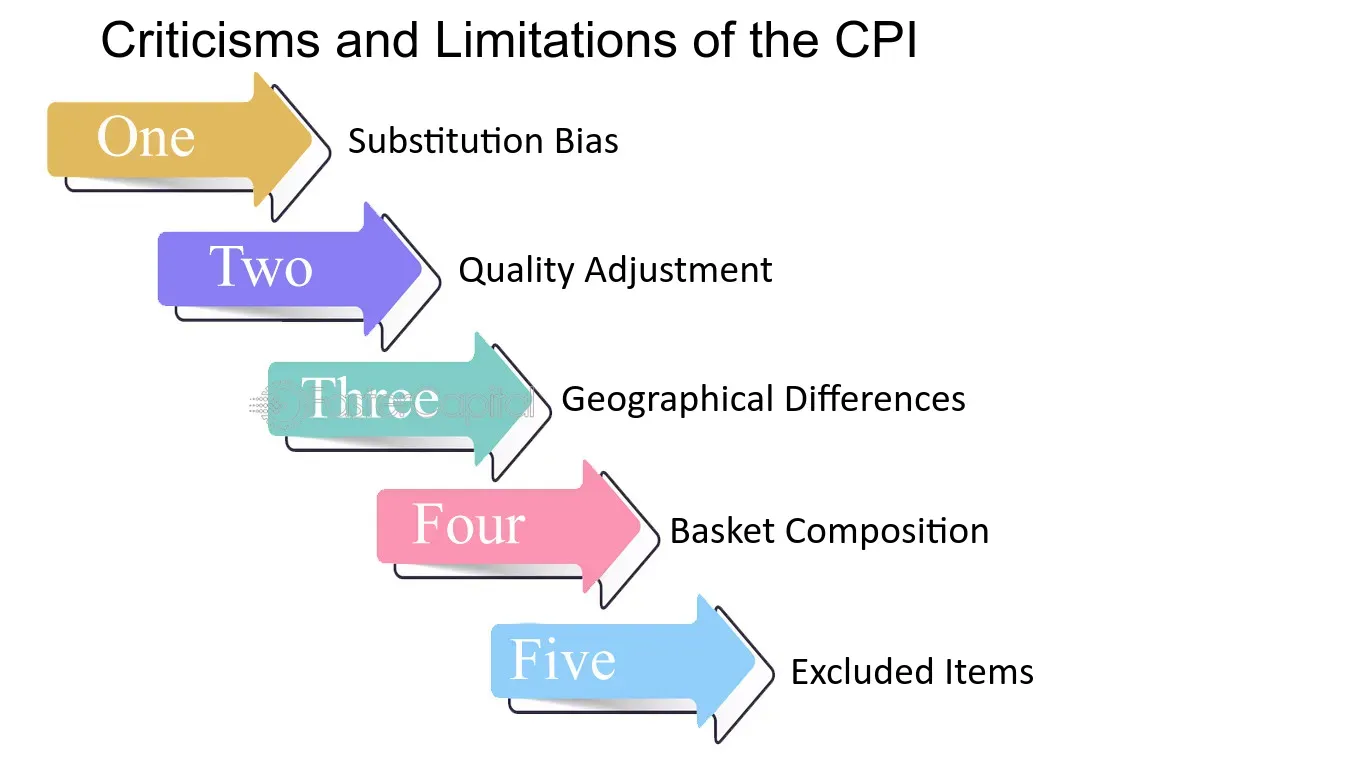 Criticisms and Limitations of the CPI
One
Substitution Bias
Two
Quality Adjustment
Three
Geographical Differences
Four
Basket Composition
Five
Excluded Items